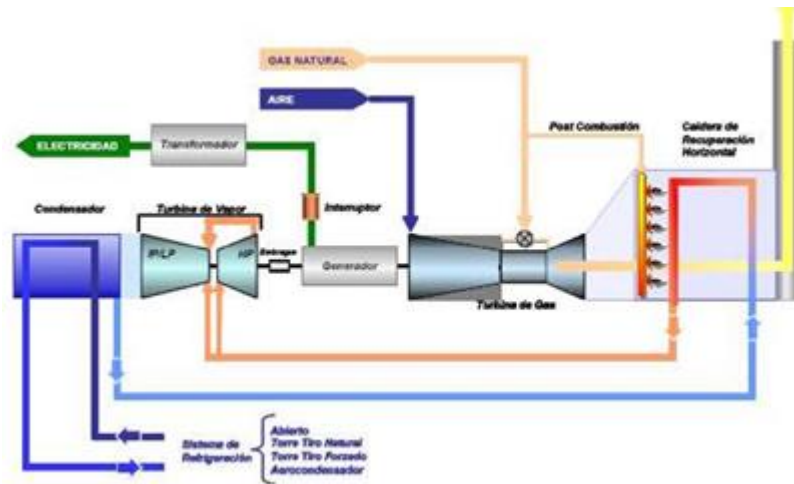 GAS NATURAL
AIRE
Post Combustión
Caldera de
Recuperación
Horizontal
ELECTRICIDAD
Transformador
Condensador
Turbina de Vapor
Interruptor
IP/LP
HP
Embrague
Generador
Turbina de Gas
Sistema de
Refrigeración
Abierto
Torre Tiro Natural
Torre Tiro Forzado
Aerocondensador